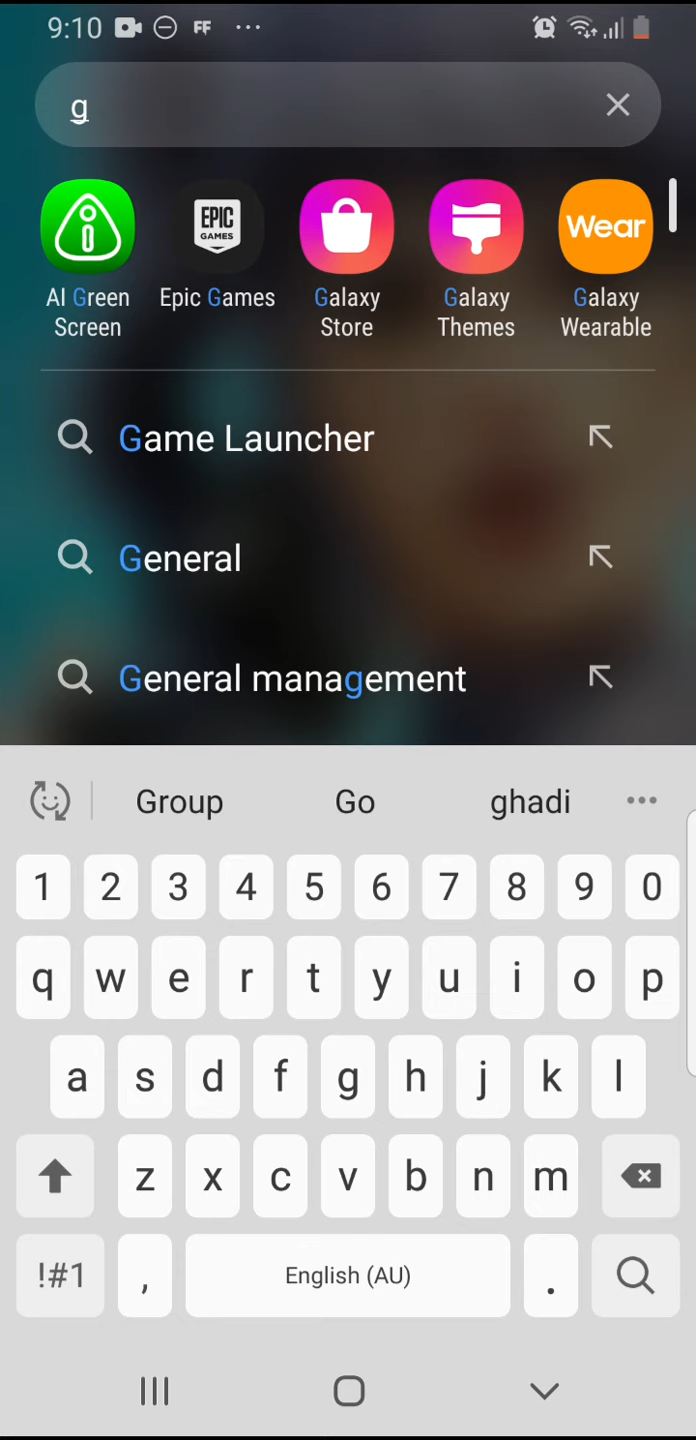 9:10 FF ...
g
EPIC GAMES
Wear
AI Green Screen
Epic Games
Galaxy Store
Galaxy Themes
Galaxy Wearable
Game Launcher
General
General management
Group Go ghadi ...
1 2 3 4 5 6 7 8 9 0
q w e r t y u i o p
a s d f g h j k l
z x c v b n m
!#1 , English (AU) .